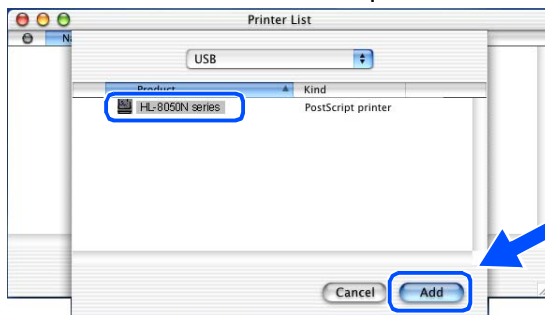 Printer List
N
USB
Product Kind
HL-8050N series PostScript printer
Cancel Add